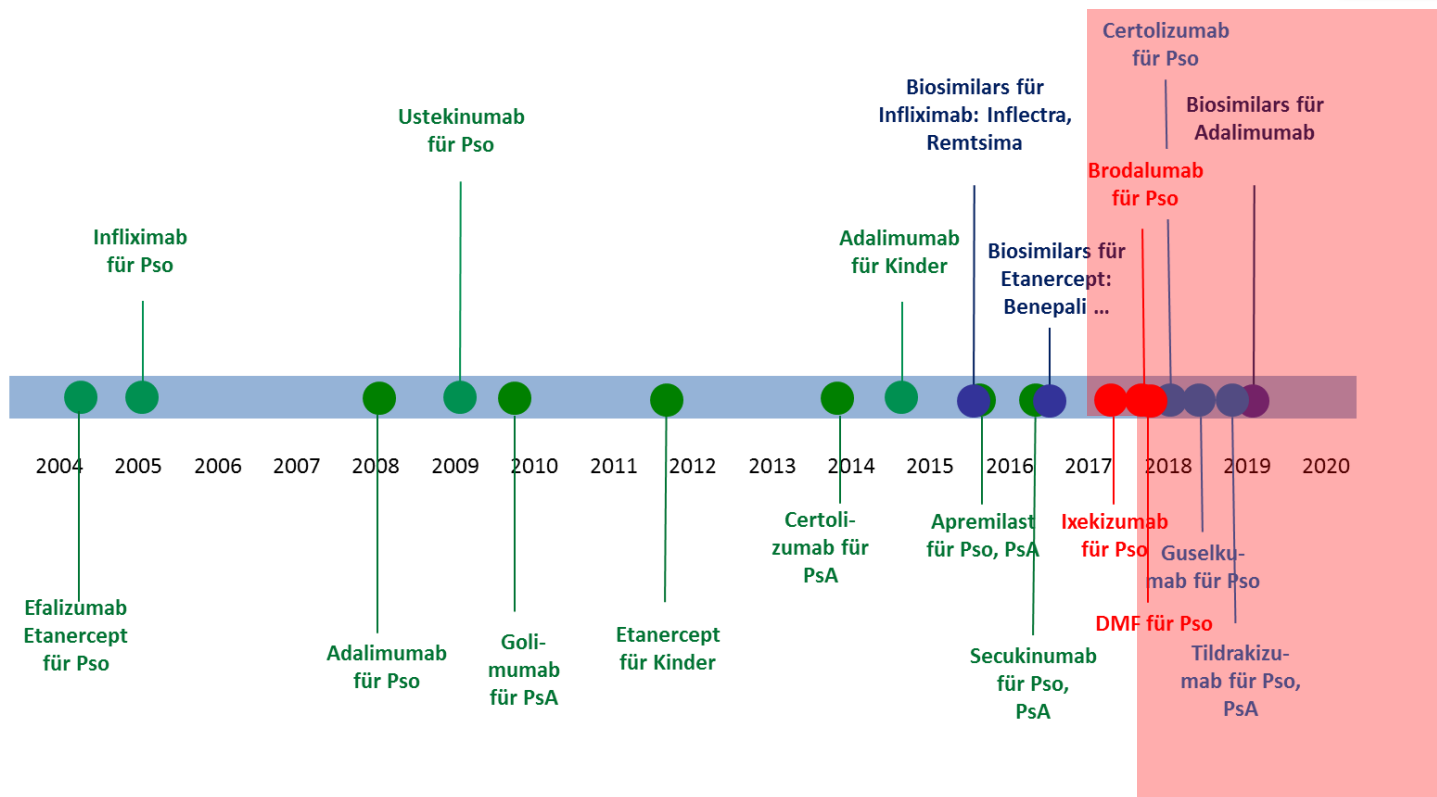 Certolizumab
für Pso
Biosimilars für
Infliximab: Inflectra,
Remtsima
Biosimilars für
Adalimumab
Ustekinumab
für Pso
Brodalumab
für Pso
Infliximab
für Pso
Adalimumab
für Kinder
Biosimilars für
Etanercept:
Benepali ...
2004 2005 2006 2007 2008 2009 2010 2011 2012 2013 2014 2015 2016 2017 2018 2019 2020
Certoli-
zumab für
PsA
Apremilast
für Pso, PsA
Ixekizumab
für Pso
Guselku-
mab für Pso
Efalizumab
Etanercept
für Pso
DMF für Pso
Adalimumab
für Pso
Goli-
mumab
für PsA
Etanercept
für Kinder
Secukinumab
für Pso,
PsA
Tildrakizu-
mab für Pso,
PsA